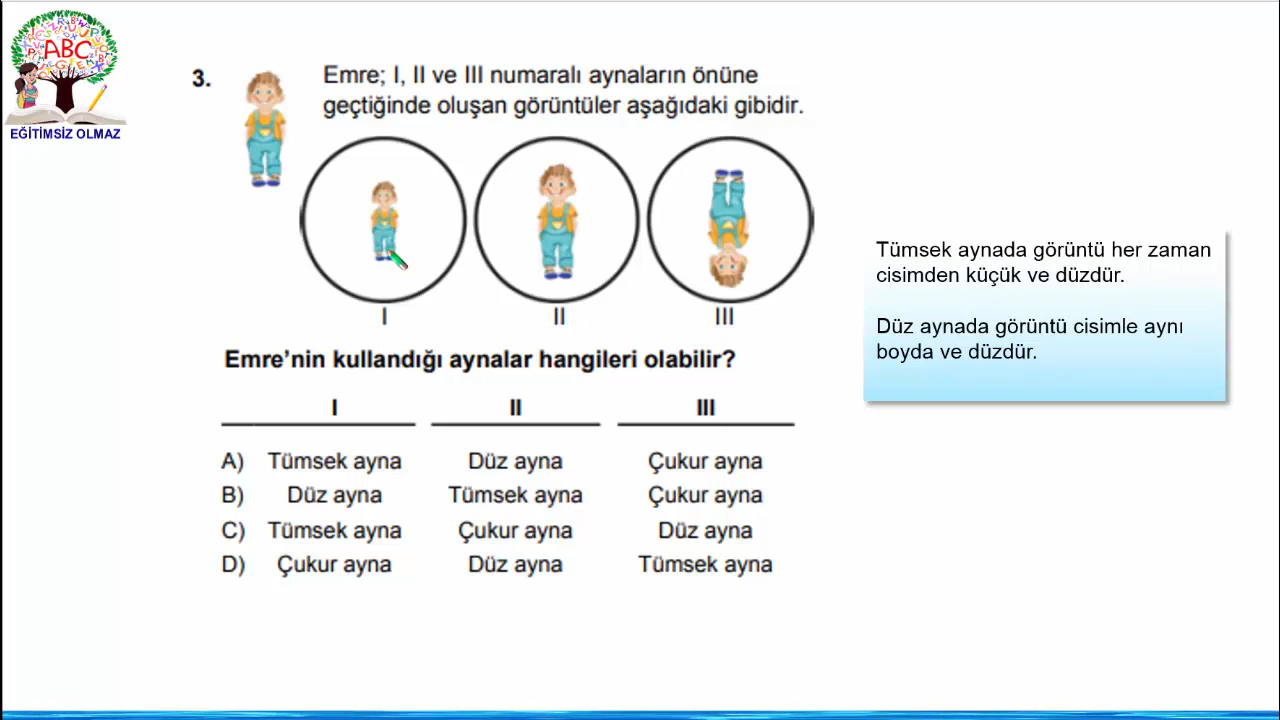 ABC
EĞİTİMSİZ OLMAZ
3.
Emre; I, II ve III numaralı aynaların önüne
geçtiğinde oluşan görüntüler aşağıdaki gibidir.
I II III
Emre'nin kullandığı aynalar hangileri olabilir?
I II III
A) Tümsek ayna Düz ayna Çukur ayna
B) Düz ayna Tümsek ayna Çukur ayna
C) Tümsek ayna Çukur ayna Düz ayna
D) Çukur ayna Düz ayna Tümsek ayna
Tümsek aynada görüntü her zaman
cisimden küçük ve düzdür.
Düz aynada görüntü cisimle aynı
boyda ve düzdür.